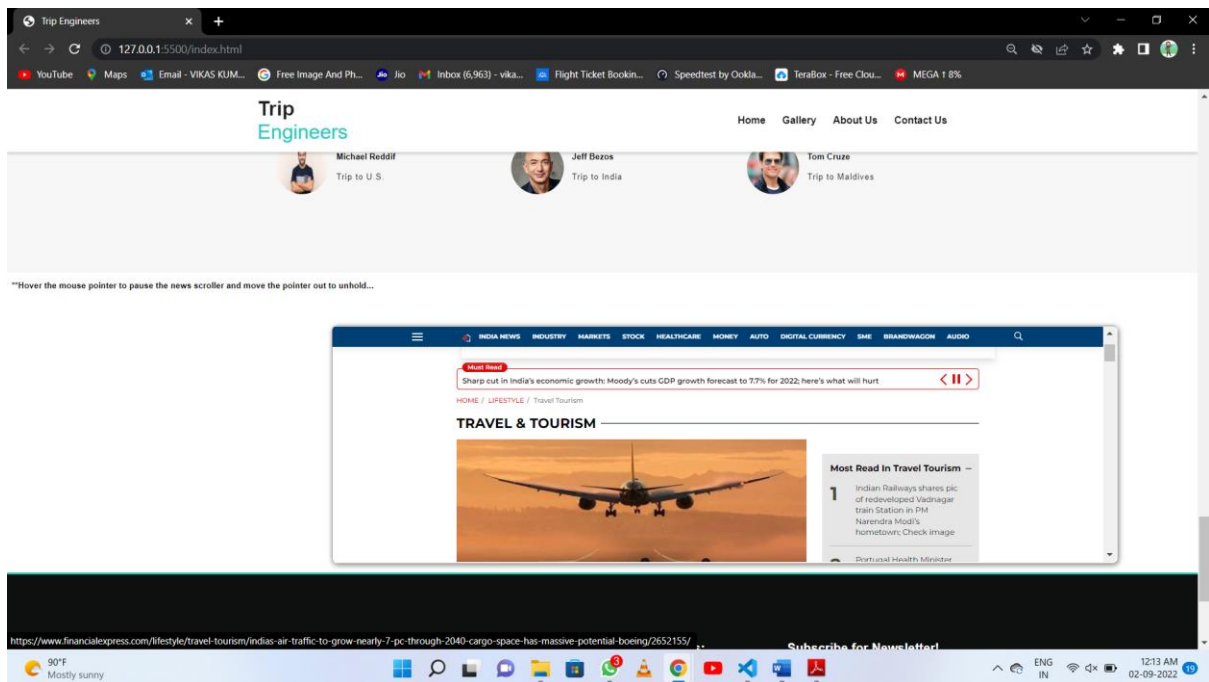 Trip Engineers
127.0.0.1:5500/index.html
YouTube Maps Email - VIKAS KUM... Free Image And Ph... Jio Inbox (6,963) - vika... Flight Ticket Bookin... Speedtest by Ookla... TeraBox - Free Clou... MEGA ↑ 8%
Trip
Engineers
Home Gallery About Us Contact Us
Michael Reddif Jeff Bezos Tom Cruze
Trip to U.S. Trip to India Trip to Maldives
**Hover the mouse pointer to pause the news scroller and move the pointer out to unhold...
INDIA NEWS INDUSTRY MARKETS STOCK HEALTHCARE MONEY AUTO DIGITAL CURRENCY SME BRANDWAGON AUDIO
Must Read
Sharp cut in India's economic growth: Moody's cuts GDP growth forecast to 7.7% for 2022; here's what will hurt
HOME / LIFESTYLE / Travel Tourism
TRAVEL & TOURISM
Most Read In Travel Tourism
1 Indian Railways shares pic
of redeveloped Vadnagar
train Station in PM
Narendra Modi's
hometown; Check image
Portugal Health Minister
https://www.financialexpress.com/lifestyle/travel-tourism/indias-air-traffic-to-grow-nearly-7-pc-through-2040-cargo-space-has-massive-potential-boeing/2652155/
Subscribe for Newsletter!
90°F
Mostly sunny
3
ENG
IN
12:13 AM
02-09-2022
19